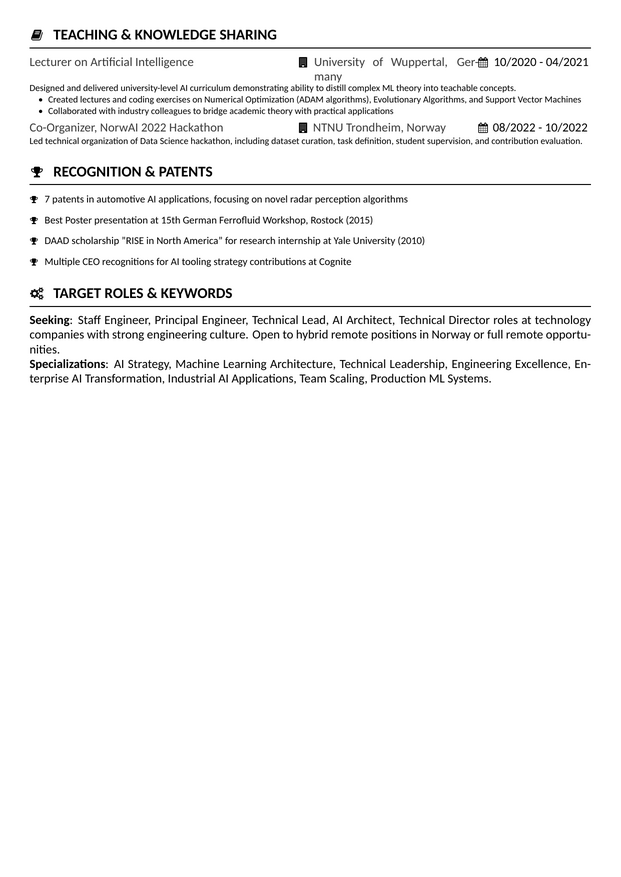 TEACHING & KNOWLEDGE SHARING
Lecturer on Artificial Intelligence University of Wuppertal, Ger- 10/2020 - 04/2021
many
Designed and delivered university-level AI curriculum demonstrating ability to distill complex ML theory into teachable concepts.
• Created lectures and coding exercises on Numerical Optimization (ADAM algorithms), Evolutionary Algorithms, and Support Vector Machines
• Collaborated with industry colleagues to bridge academic theory with practical applications
Co-Organizer, NorwAI 2022 Hackathon NTNU Trondheim, Norway 08/2022 - 10/2022
Led technical organization of Data Science hackathon, including dataset curation, task definition, student supervision, and contribution evaluation.
RECOGNITION & PATENTS
7 patents in automotive AI applications, focusing on novel radar perception algorithms
Best Poster presentation at 15th German Ferrofluid Workshop, Rostock (2015)
DAAD scholarship "RISE in North America" for research internship at Yale University (2010)
Multiple CEO recognitions for AI tooling strategy contributions at Cognite
TARGET ROLES & KEYWORDS
Seeking: Staff Engineer, Principal Engineer, Technical Lead, AI Architect, Technical Director roles at technology
companies with strong engineering culture. Open to hybrid remote positions in Norway or full remote opportu-
nities.
Specializations: AI Strategy, Machine Learning Architecture, Technical Leadership, Engineering Excellence, En-
terprise AI Transformation, Industrial AI Applications, Team Scaling, Production ML Systems.